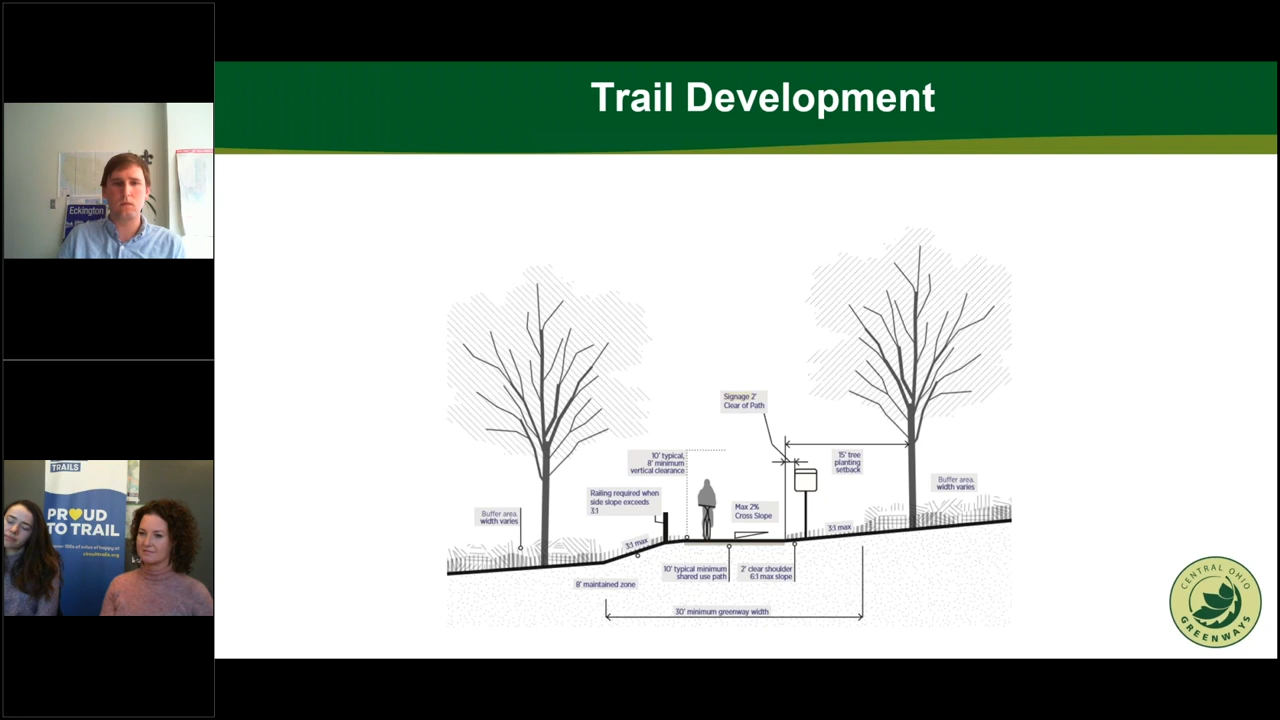 Trail Development
Eckington
TRAILS
PROUD
TO TRAIL
circuittrails.org
Signage 2'
Clear of Path
10' typical,
8' minimum
vertical clearance
15' tree
planting
setback
Railing required when
side slope exceeds
3:1
Max 2%
Cross Slope
Buffer area,
width varies
Buffer area,
width varies
3:1 max
3:1 max
10' typical minimum
shared use path
2' clear shoulder
6:1 max slope
8' maintained zone
30' minimum greenway width
CENTRAL OHIO
GREENWAYS